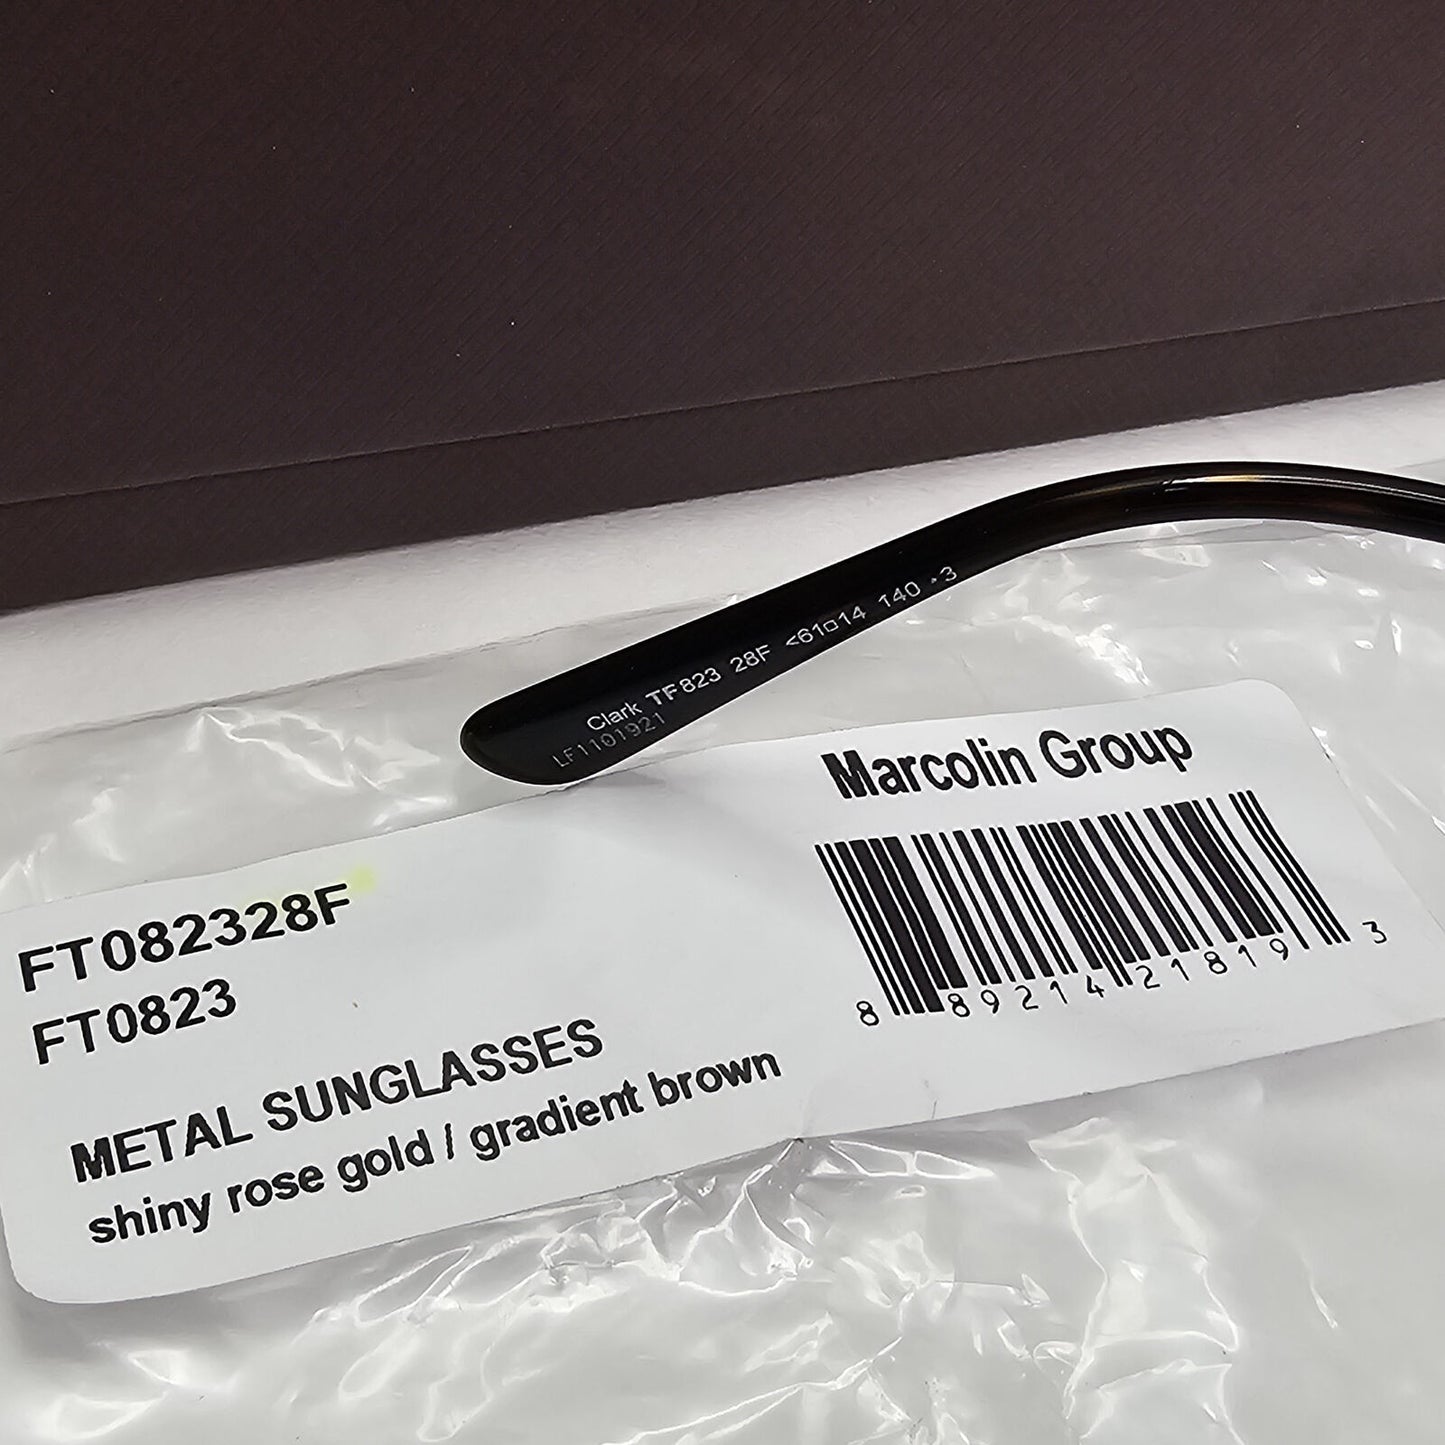 Clark TF823 28F <61□14 140 *3
LF1101921
Marcolin Group
8 89214 21819 3
FT082328F
FT0823
METAL SUNGLASSES
shiny rose gold / gradient brown